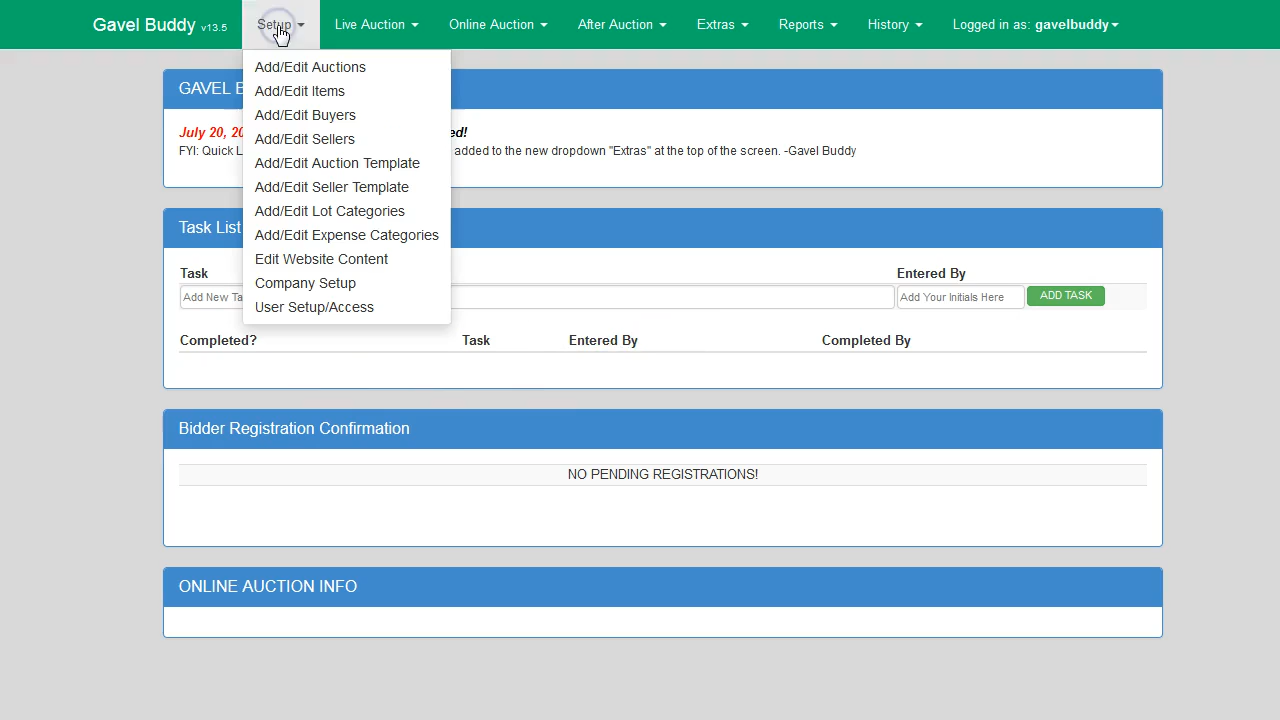 Gavel Buddy v13.5
Setup
Live Auction
Online Auction
After Auction
Extras
Reports
History
Logged in as: gavelbuddy
Add/Edit Auctions
Add/Edit Items
Add/Edit Buyers
Add/Edit Sellers
Add/Edit Auction Template
Add/Edit Seller Template
Add/Edit Lot Categories
Add/Edit Expense Categories
Edit Website Content
Company Setup
User Setup/Access
GAVEL
July 20, ed!
FYI: Quick added to the new dropdown "Extras" at the top of the screen. -Gavel Buddy
Task List
Task Entered By
Add New Add Your Initials Here ADD TASK
Completed? Task Entered By Completed By
Bidder Registration Confirmation
NO PENDING REGISTRATIONS!
ONLINE AUCTION INFO